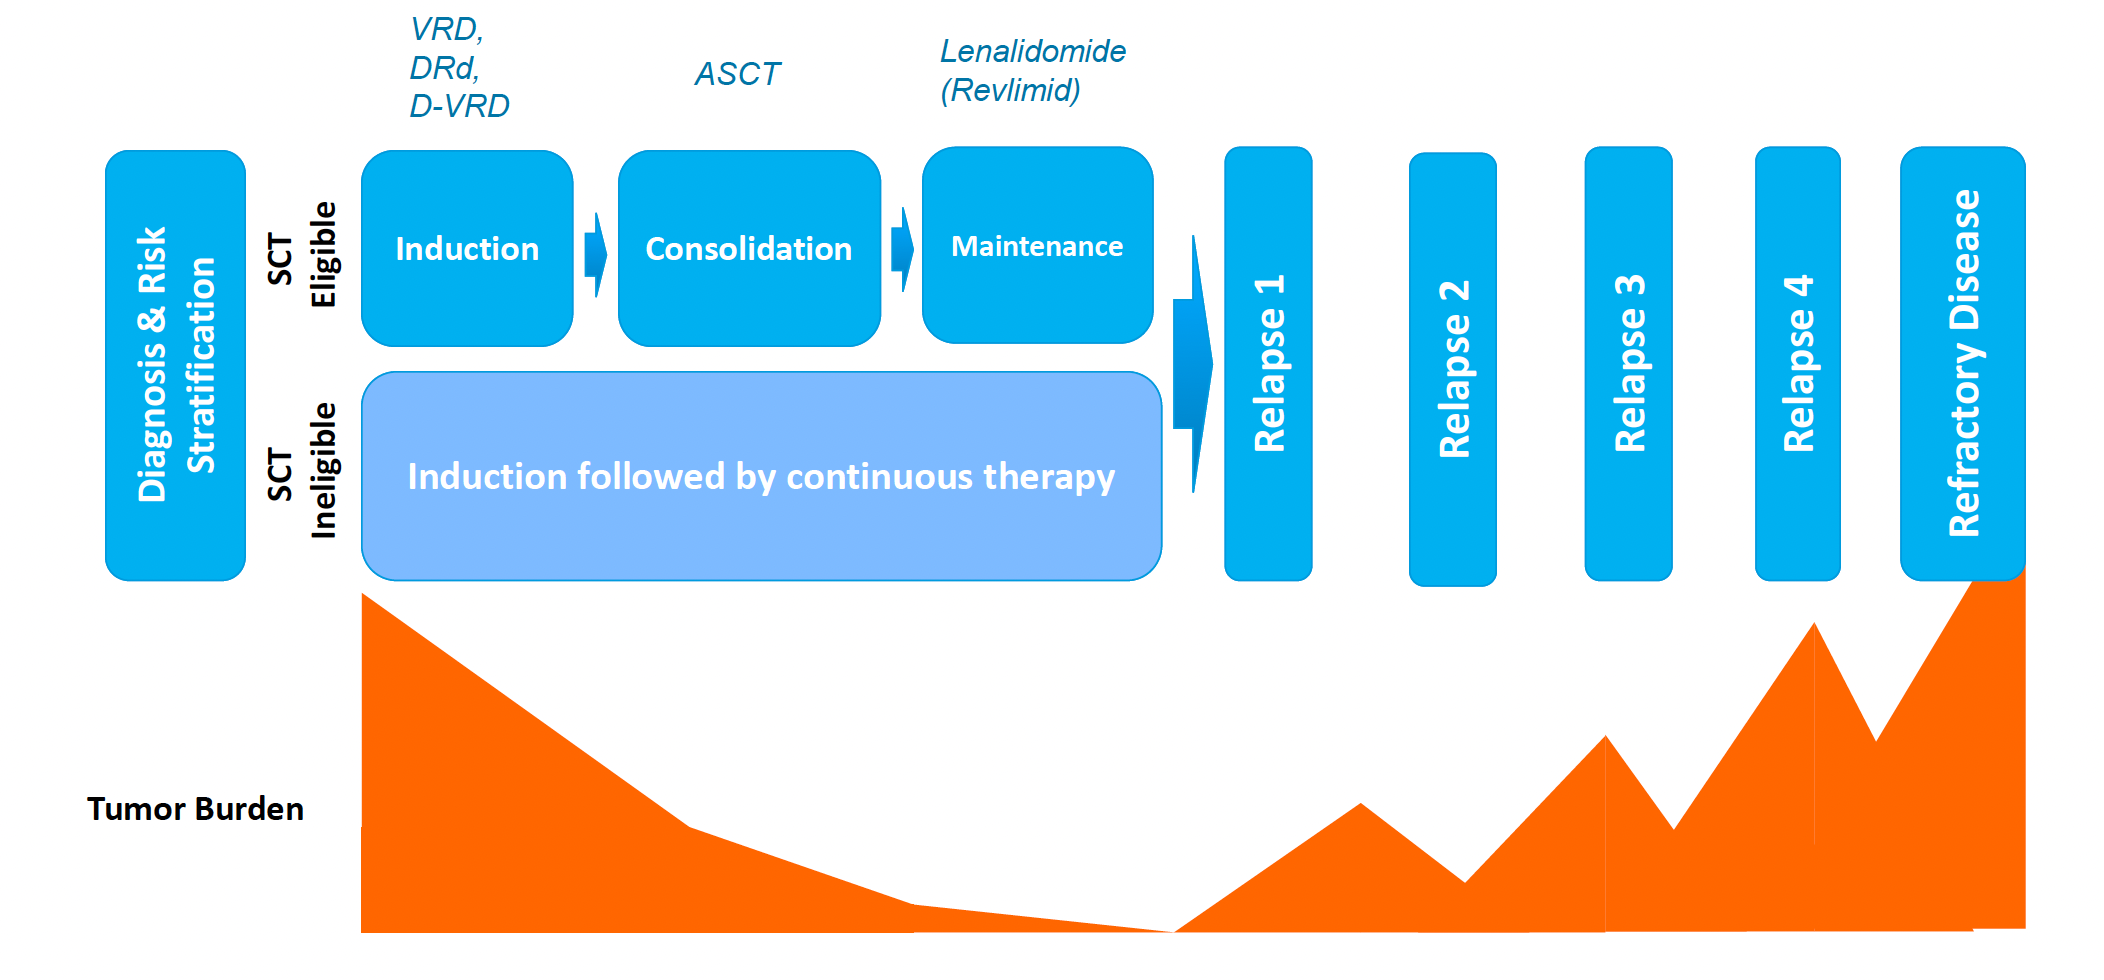 VRD,
DRd,
D-VRD
ASCT
Lenalidomide
(Revlimid)
Diagnosis & Risk
Stratification
SCT
Eligible
Induction
Consolidation
Maintenance
SCT
Ineligible
Induction followed by continuous therapy
Relapse 1
Relapse 2
Relapse 3
Relapse 4
Refractory Disease
Tumor Burden